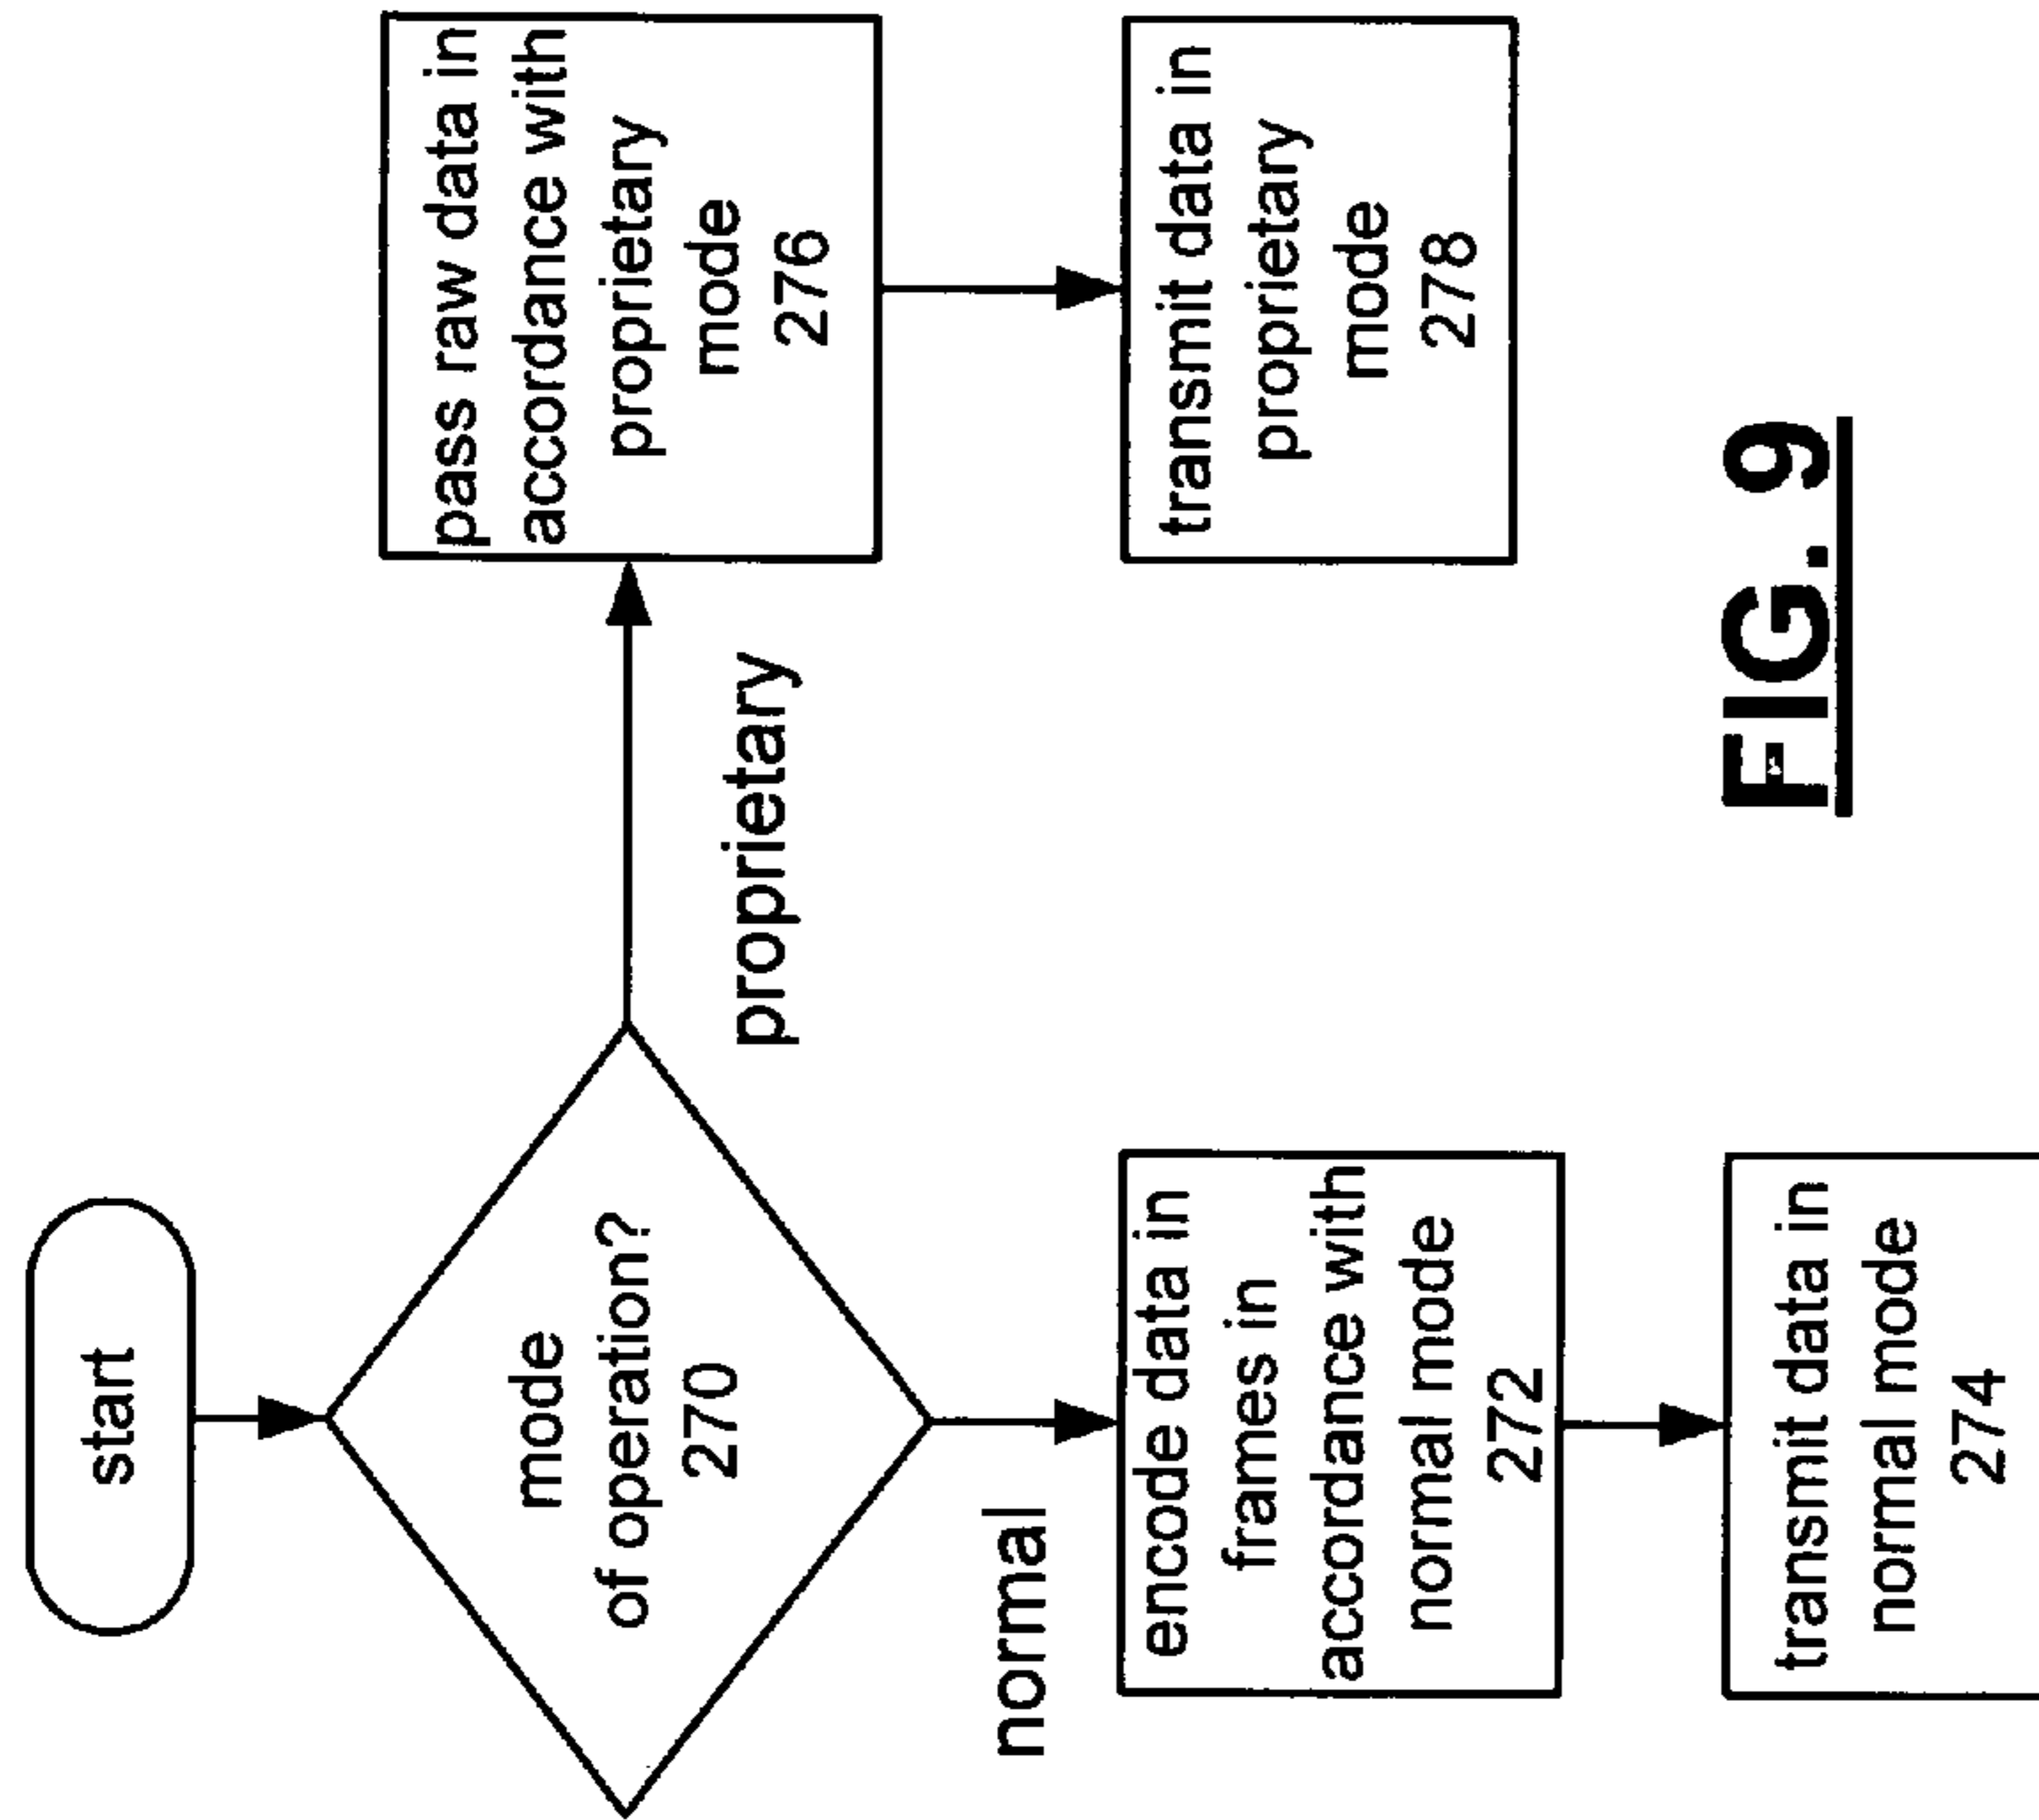 start
mode
of operation?
270
proprietary
pass raw data in
accordance with
proprietary
mode
276
transmit data in
proprietary
mode
278
normal
encode data in
frames in
accordance with
normal mode
272
transmit data in
normal mode
274
FIG. 9